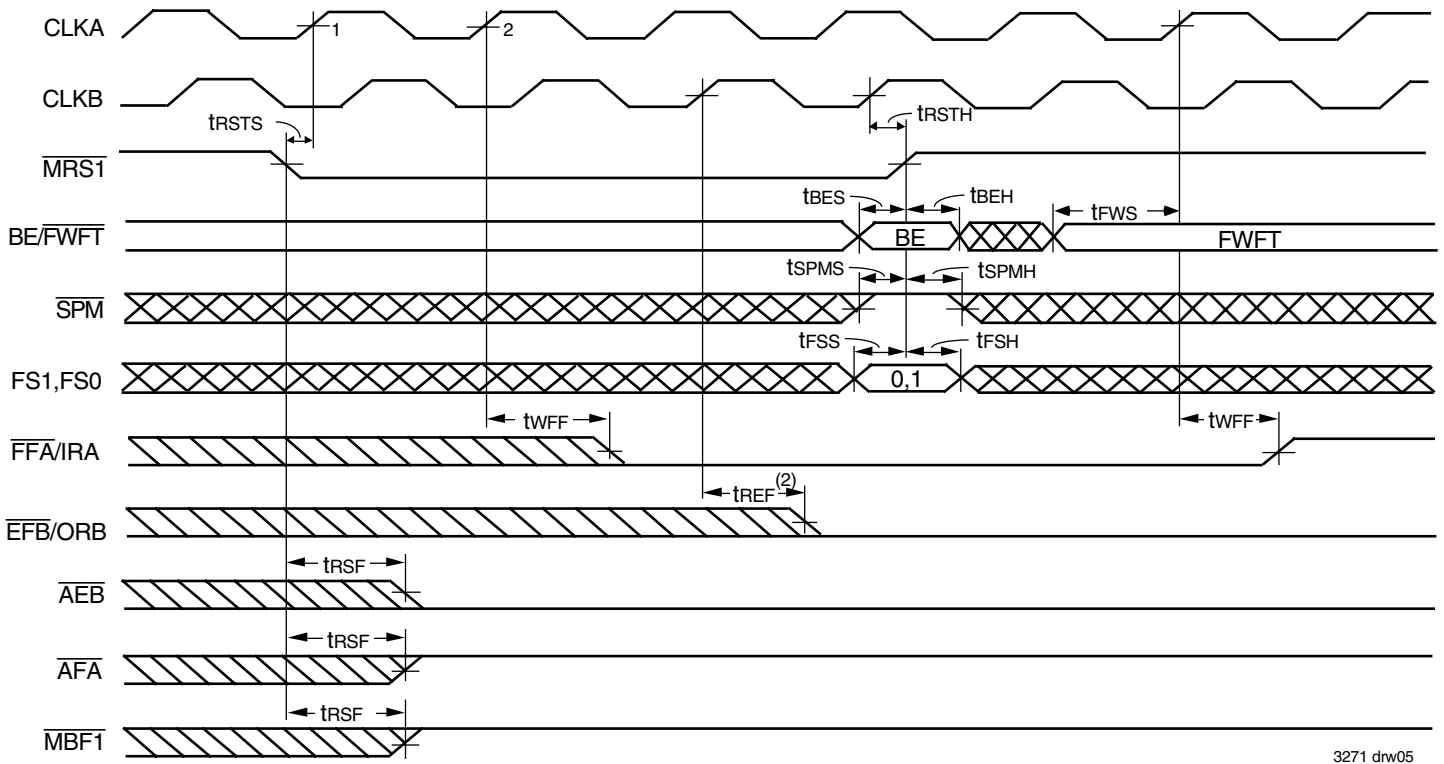 CLKA
1
2
CLKB
tRSTS
tRSTH
MRS1
tBES
tBEH
tFWS
BE/FWFT
BE
FWFT
tSPMS
tSPMH
SPM
tFSS
tFSH
FS1,FS0
0,1
tWFF
tWFF
FFA/IRA
tREF(2)
EFB/ORB
tRSF
AEB
tRSF
AFA
tRSF
MBF1
3271 drw05